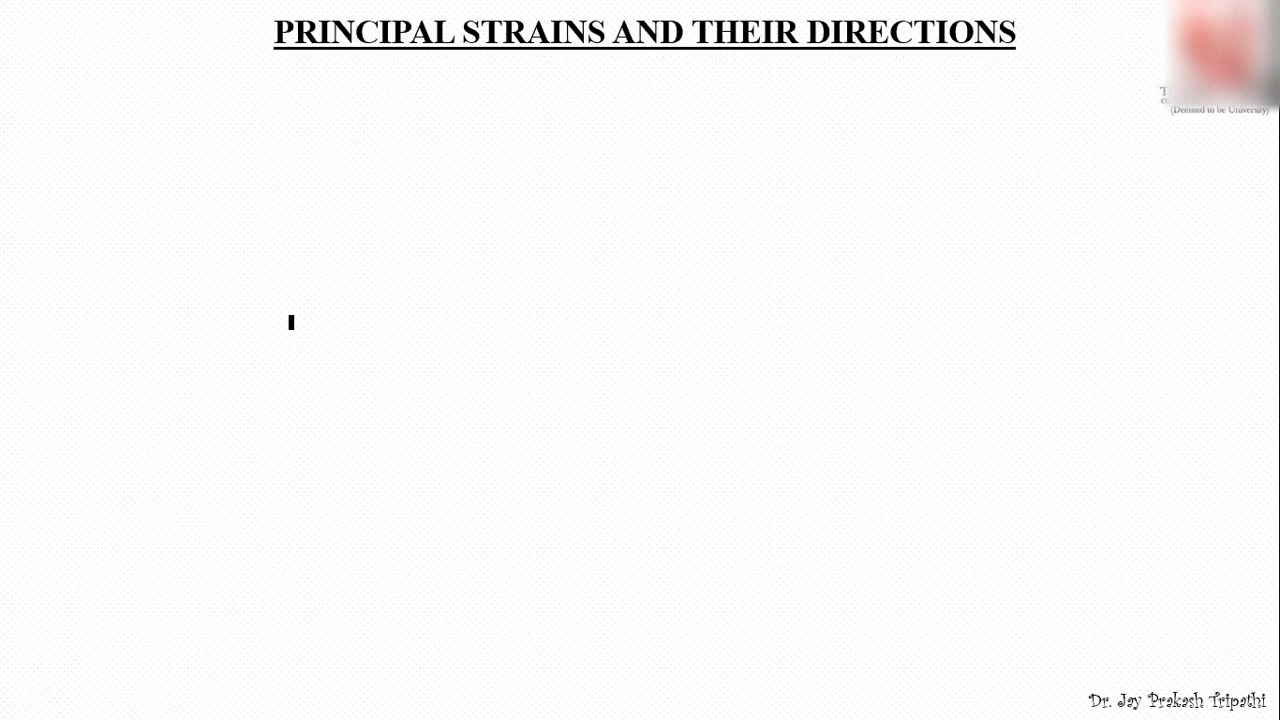 PRINCIPAL STRAINS AND THEIR DIRECTIONS
(Deemed to be University)
Dr. Jay Prakash Tripathi